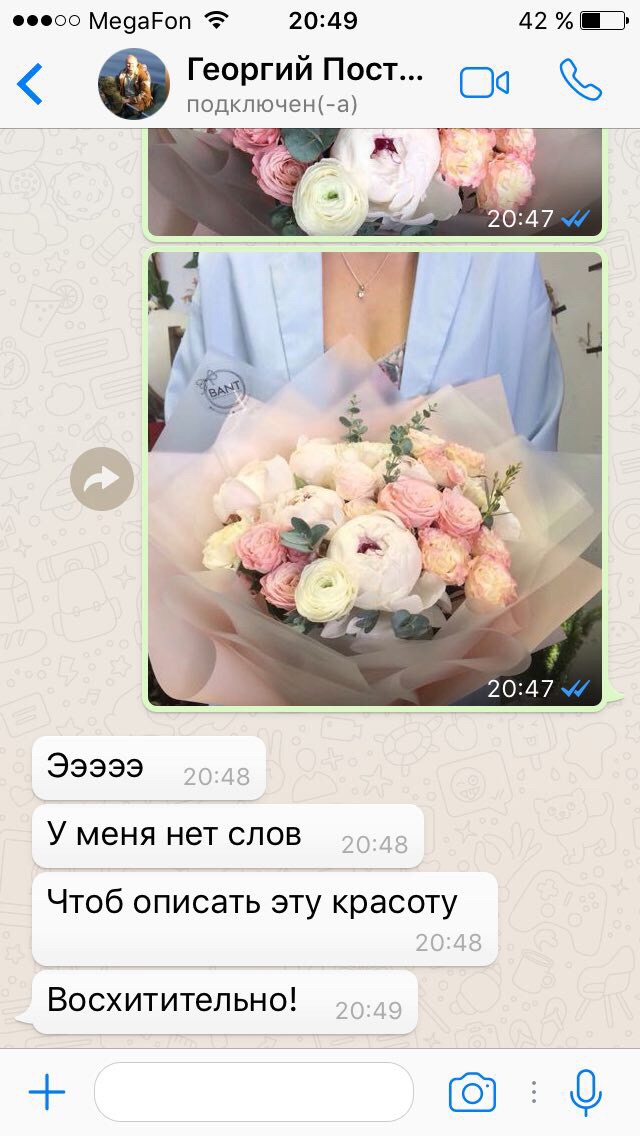 MegaFon 20:49 42 %
Георгий Пост...
подключен(-а)
20:47
BANT
20:47
Эээээ 20:48
У меня нет слов 20:48
Чтоб описать эту красоту
20:48
Восхитительно! 20:49